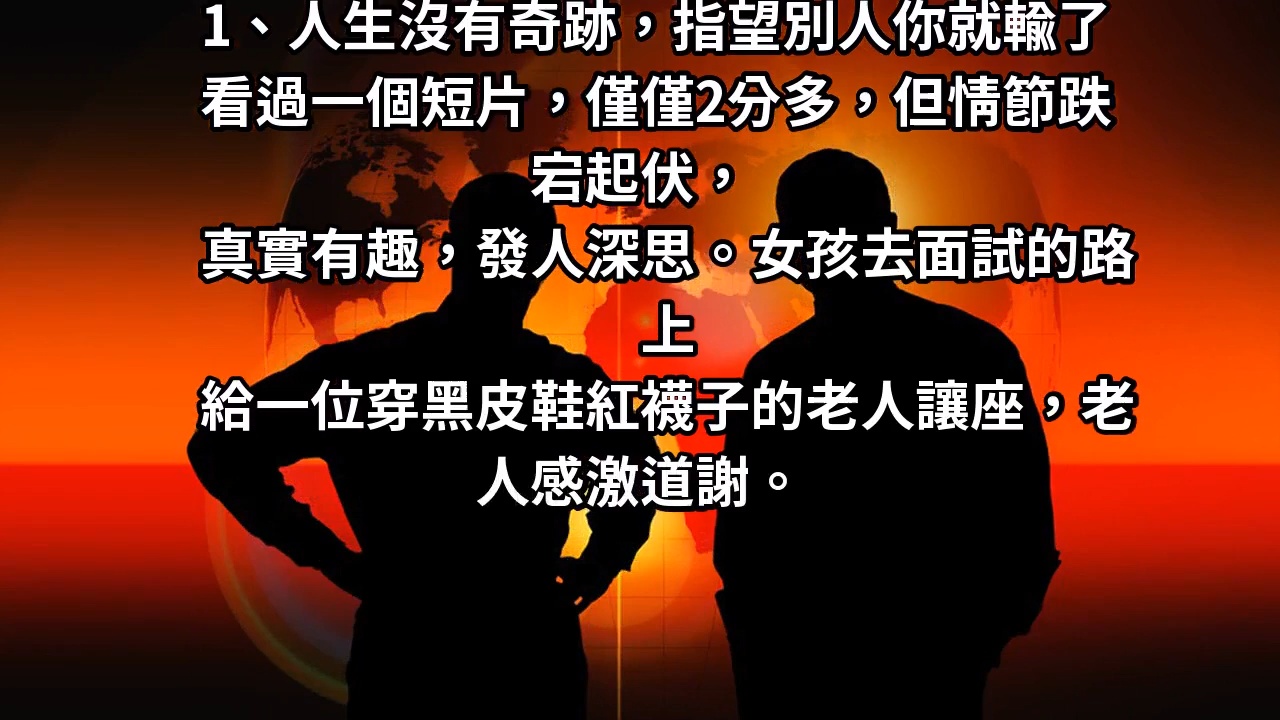 1、人生沒有奇跡，指望別人你就輸了
看過一個短片，僅僅2分多，但情節跌
宕起伏，
真實有趣，發人深思。女孩去面試的路
上
給一位穿黑皮鞋紅襪子的老人讓座，老
人感激道謝。